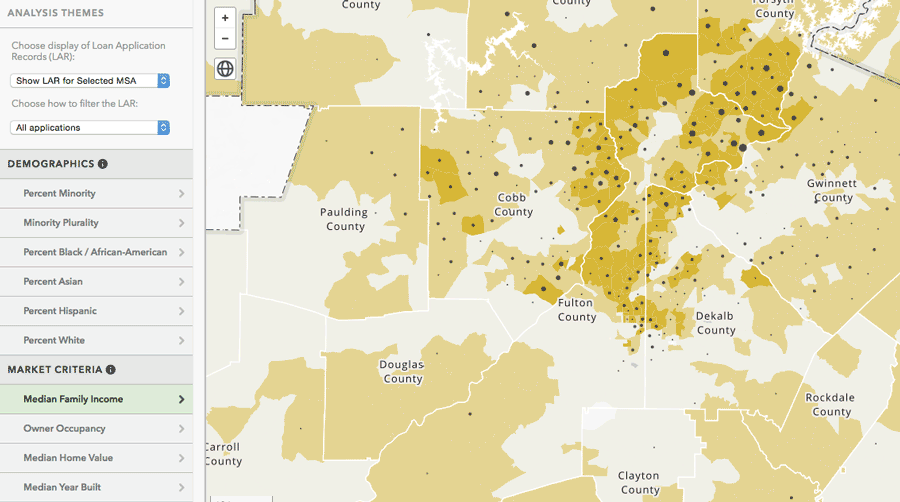 ANALYSIS THEMES
Choose display of Loan Application
Records (LAR):
Show LAR for Selected MSA
Choose how to filter the LAR:
All applications
DEMOGRAPHICS
Percent Minority
Minority Plurality
Percent Black / African-American
Percent Asian
Percent Hispanic
Percent White
MARKET CRITERIA
Median Family Income
Owner Occupancy
Median Home Value
Median Year Built
+
−
County
County
Forsyth
County
Gwinnett
County
Cobb
County
Paulding
County
Fulton
County
Dekalb
County
Douglas
County
Rockdale
County
Carroll
County
Clayton
County